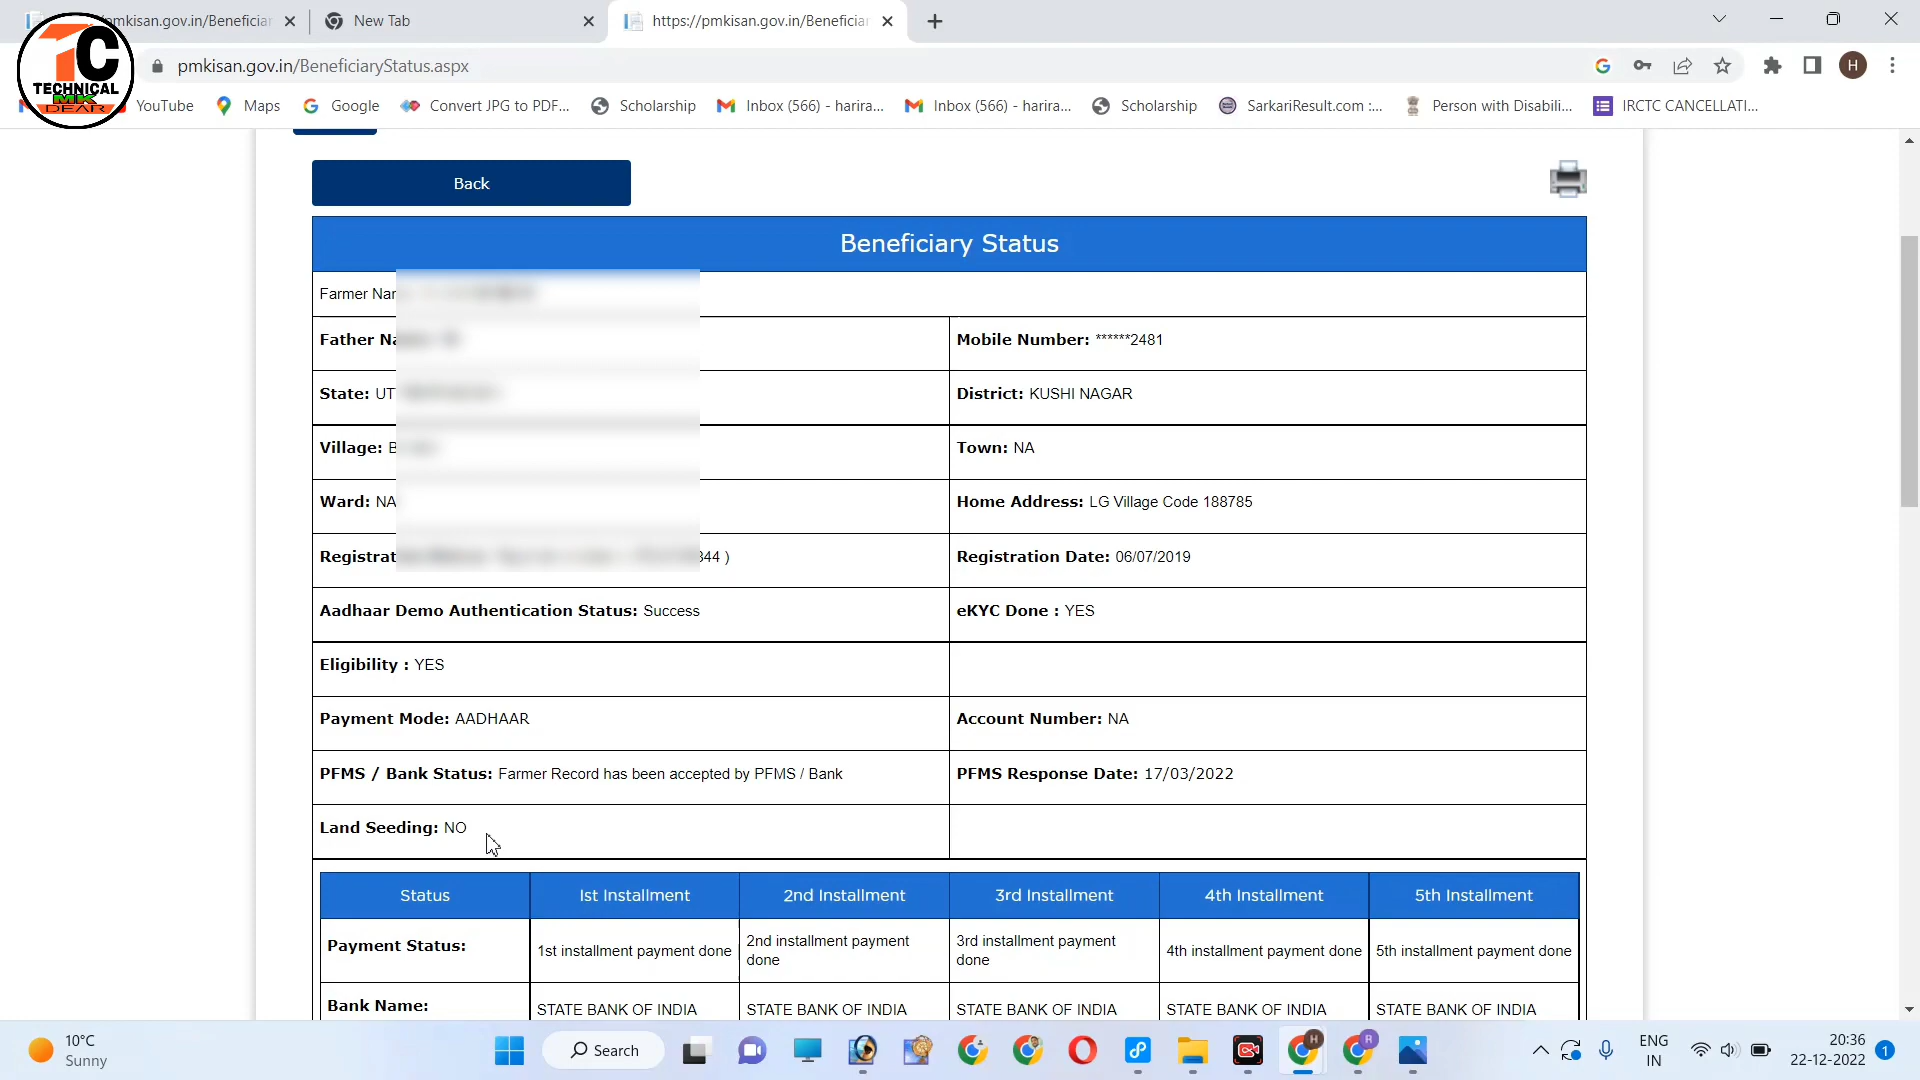 mkisan.gov.in/Beneficiar
New Tab
https://pmkisan.gov.in/Beneficiar
TC
TECHNICAL
MK
DEAR
pmkisan.gov.in/BeneficiaryStatus.aspx
H
YouTube
Maps
Google
Convert JPG to PDF...
Scholarship
Inbox (566) - harira...
Inbox (566) - harira...
Scholarship
SarkariResult.com :...
Person with Disabili...
IRCTC CANCELLATI...
Back
Beneficiary Status
Farmer Nam
Father Na
Mobile Number: ******2481
State: UT
District: KUSHI NAGAR
Village: B
Town: NA
Ward: NA
Home Address: LG Village Code 188785
Registrat 344 )
Registration Date: 06/07/2019
Aadhaar Demo Authentication Status: Success
eKYC Done : YES
Eligibility : YES
Payment Mode: AADHAAR
Account Number: NA
PFMS / Bank Status: Farmer Record has been accepted by PFMS / Bank
PFMS Response Date: 17/03/2022
Land Seeding: NO
Status
1st Installment
2nd Installment
3rd Installment
4th Installment
5th Installment
Payment Status:
1st installment payment done
2nd installment payment
done
3rd installment payment
done
4th installment payment done
5th installment payment done
Bank Name:
STATE BANK OF INDIA
STATE BANK OF INDIA
STATE BANK OF INDIA
STATE BANK OF INDIA
STATE BANK OF INDIA
10°C
Sunny
Search
H
R
ENG
IN
20:36
22-12-2022
1